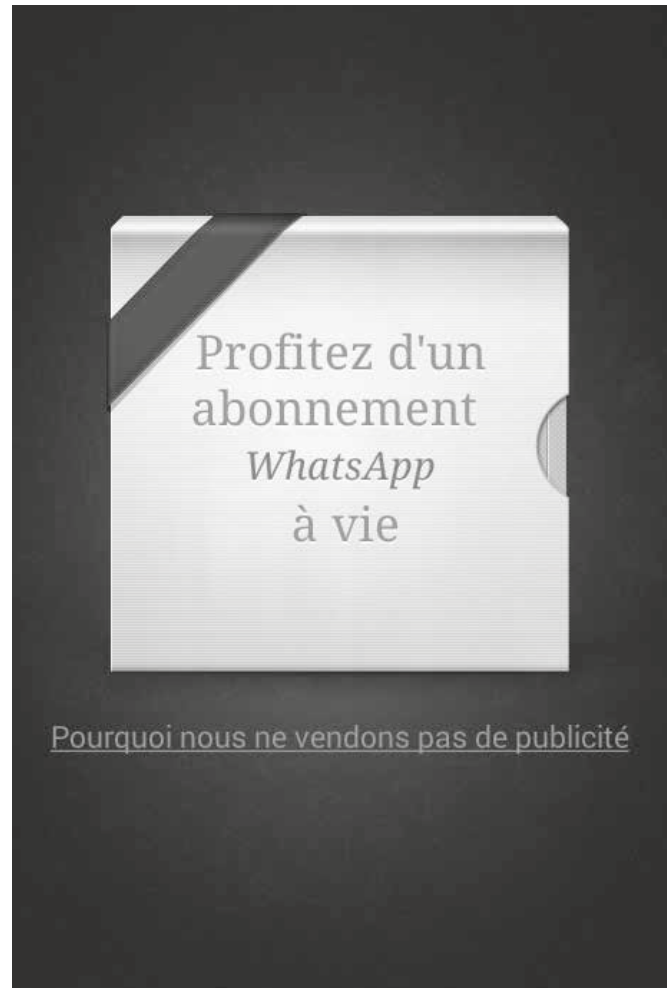 Profitez d'un
abonnement
WhatsApp
à vie
Pourquoi nous ne vendons pas de publicité